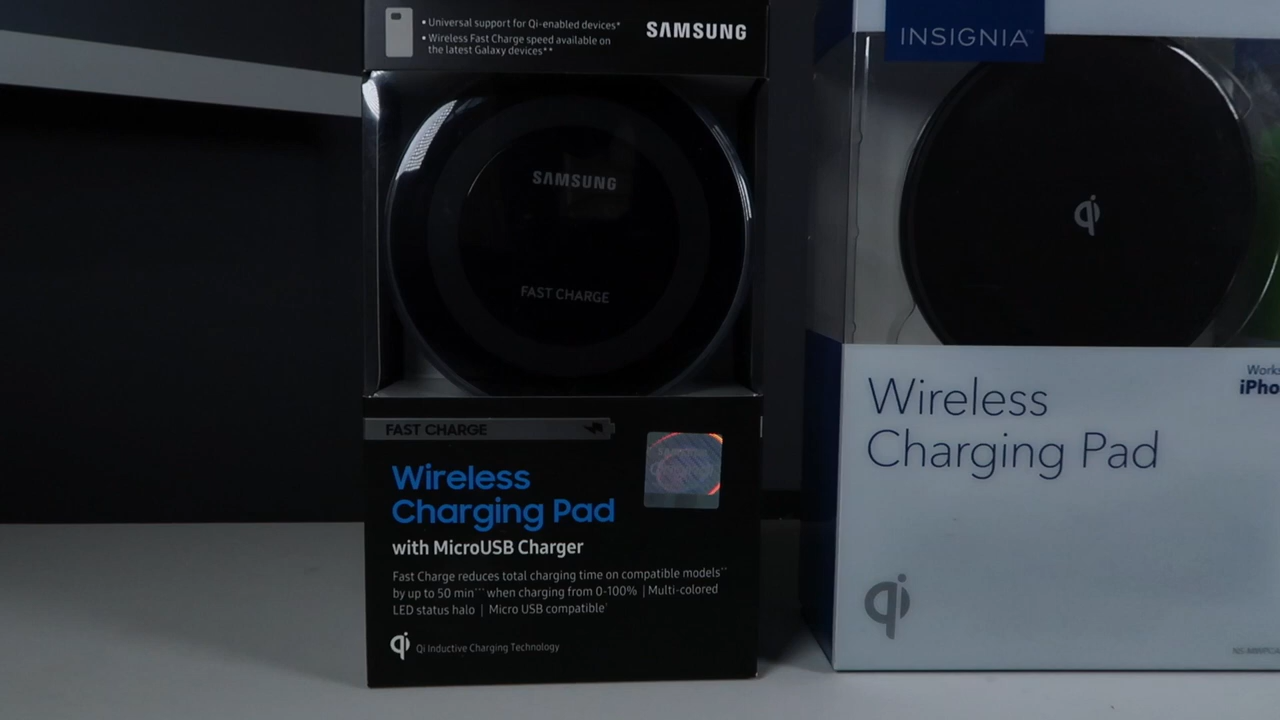 • Universal support for Qi-enabled devices*
• Wireless Fast Charge speed available on
the latest Galaxy devices**
SAMSUNG
SAMSUNG
FAST CHARGE
FAST CHARGE
Wireless
Charging Pad
with MicroUSB Charger
Fast Charge reduces total charging time on compatible models**
by up to 50 min*** when charging from 0-100% | Multi-colored
LED status halo | Micro USB compatible
Qi Inductive Charging Technology
INSIGNIA
Wireless
Charging Pad
Works
iPho